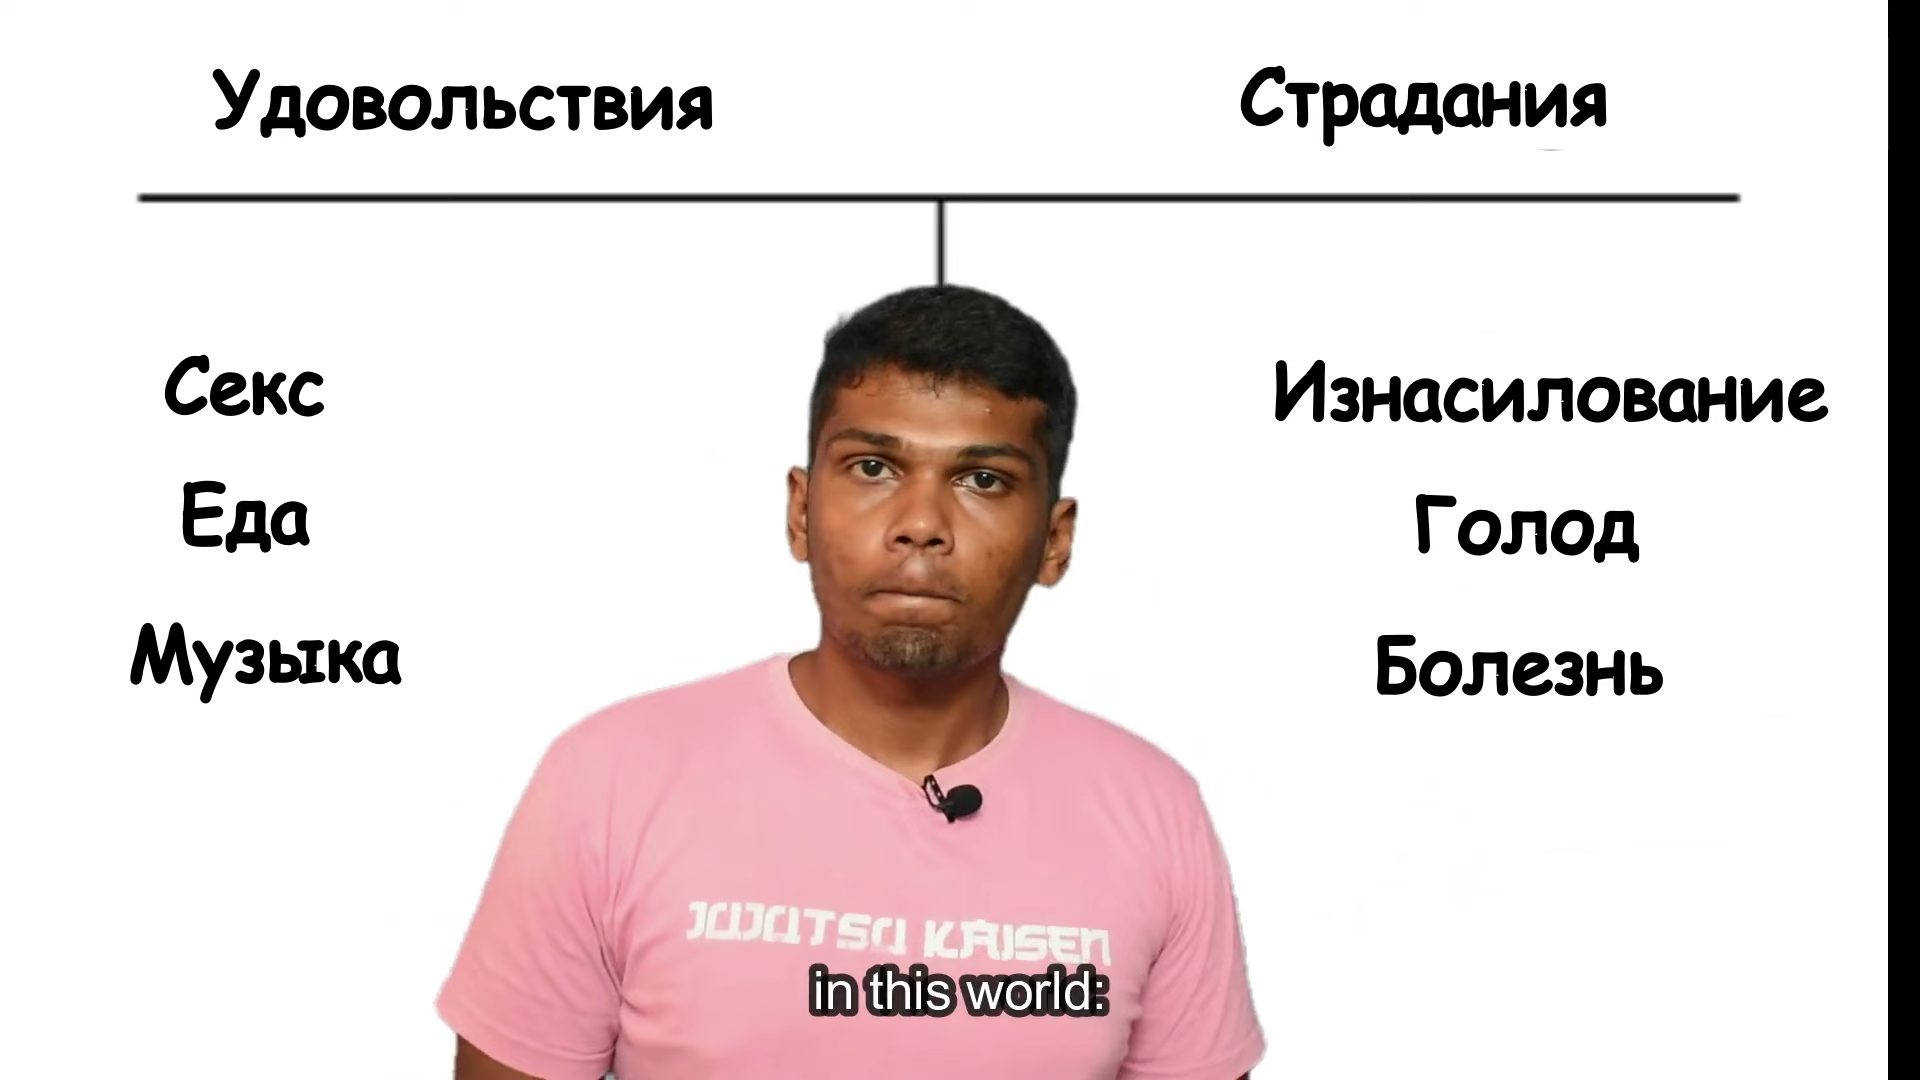 Удовольствия
Страдания
Секс
Изнасилование
Еда
Голод
Музыка
Болезнь
JUJUTSU KAISEN
in this world: